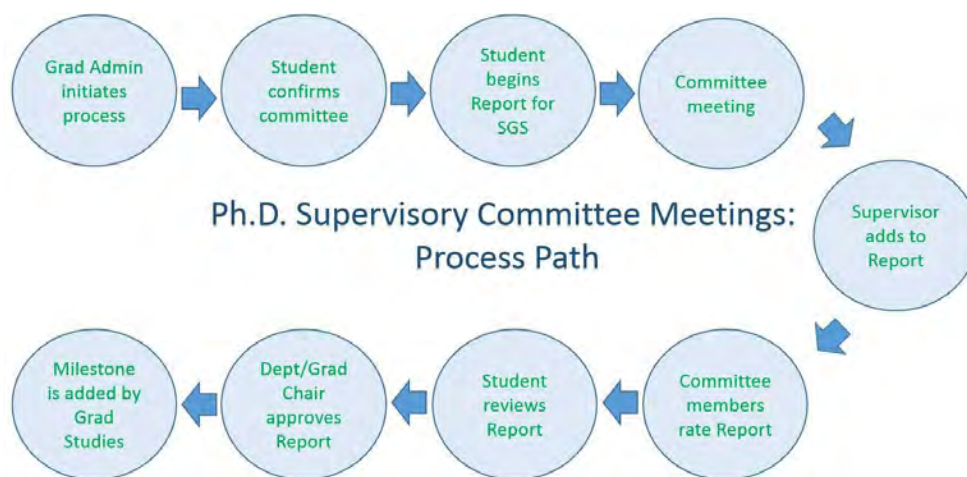 Grad Admin
initiates
process
Student
confirms
committee
Student
begins
Report for
SGS
Committee
meeting
Ph.D. Supervisory Committee Meetings:
Process Path
Supervisor
adds to
Report
Committee
members
rate Report
Student
reviews
Report
Dept/Grad
Chair
approves
Report
Milestone
is added by
Grad
Studies